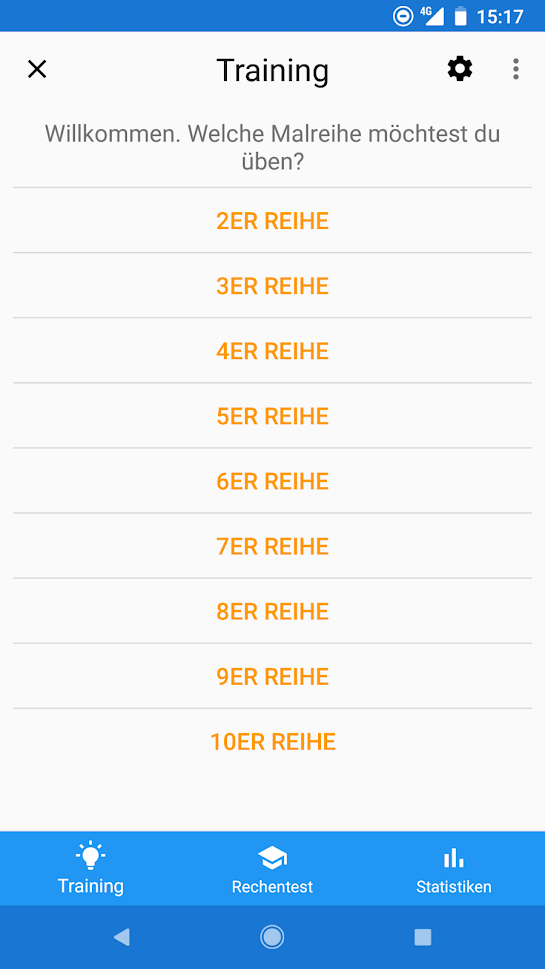 4G 15:17
Training
Willkommen. Welche Malreihe möchtest du
üben?
2ER REIHE
3ER REIHE
4ER REIHE
5ER REIHE
6ER REIHE
7ER REIHE
8ER REIHE
9ER REIHE
10ER REIHE
Training Rechentest Statistiken